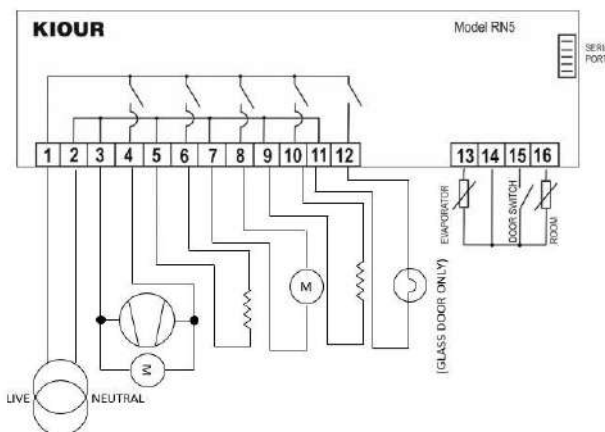 KIOUR
Model RN5
PORT
1 2 3 4 5 6 7 8 9 10 11 12
13 14 15 16
EVAPORATOR
DOOR SWITCH
ROOM
M
M
(GLASS DOOR ONLY)
LIVE
NEUTRAL